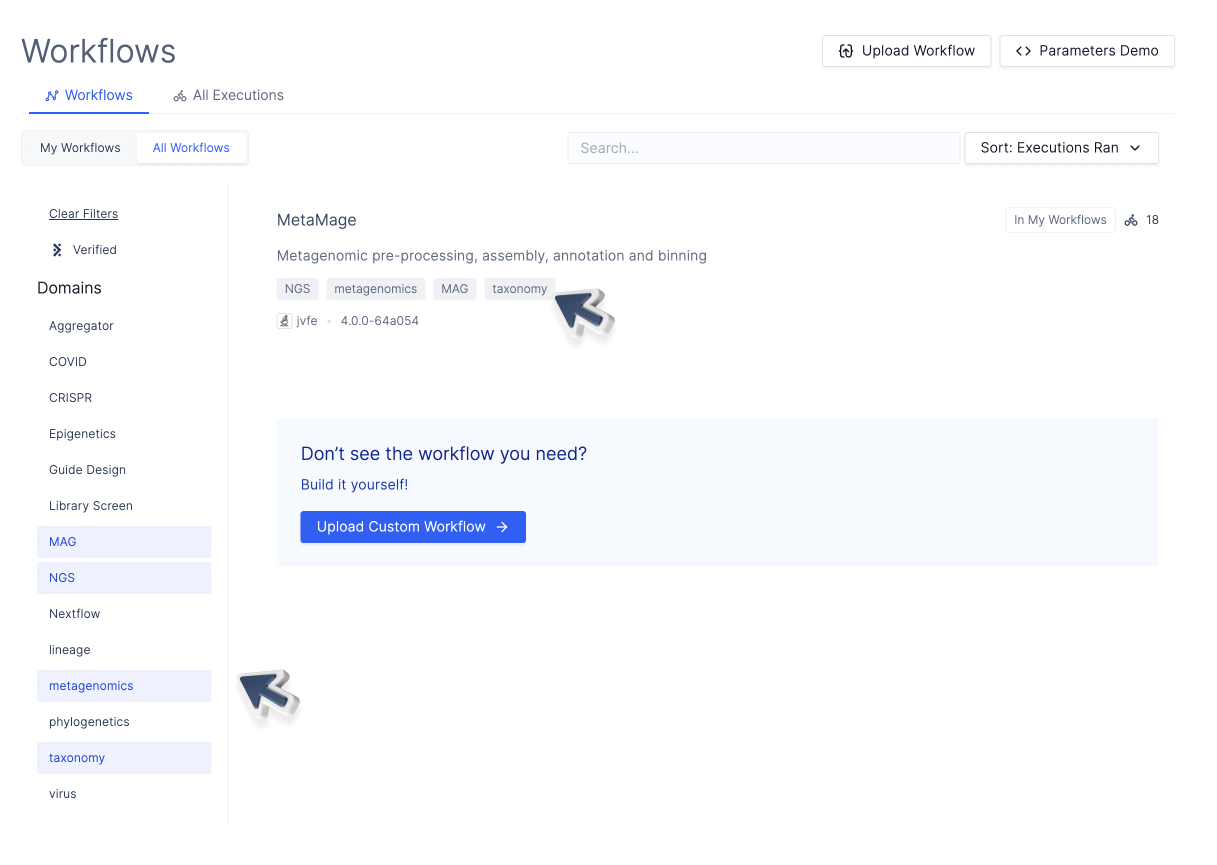 Workflows
Upload Workflow
Parameters Demo
Workflows
All Executions
My Workflows
All Workflows
Search...
Sort: Executions Ran
Clear Filters
Verified
Domains
Aggregator
COVID
CRISPR
Epigenetics
Guide Design
Library Screen
MAG
NGS
Nextflow
lineage
metagenomics
phylogenetics
taxonomy
virus
MetaMage
In My Workflows
18
Metagenomic pre-processing, assembly, annotation and binning
NGS metagenomics MAG taxonomy
jvfe • 4.0.0-64a054
Don’t see the workflow you need?
Build it yourself!
Upload Custom Workflow →